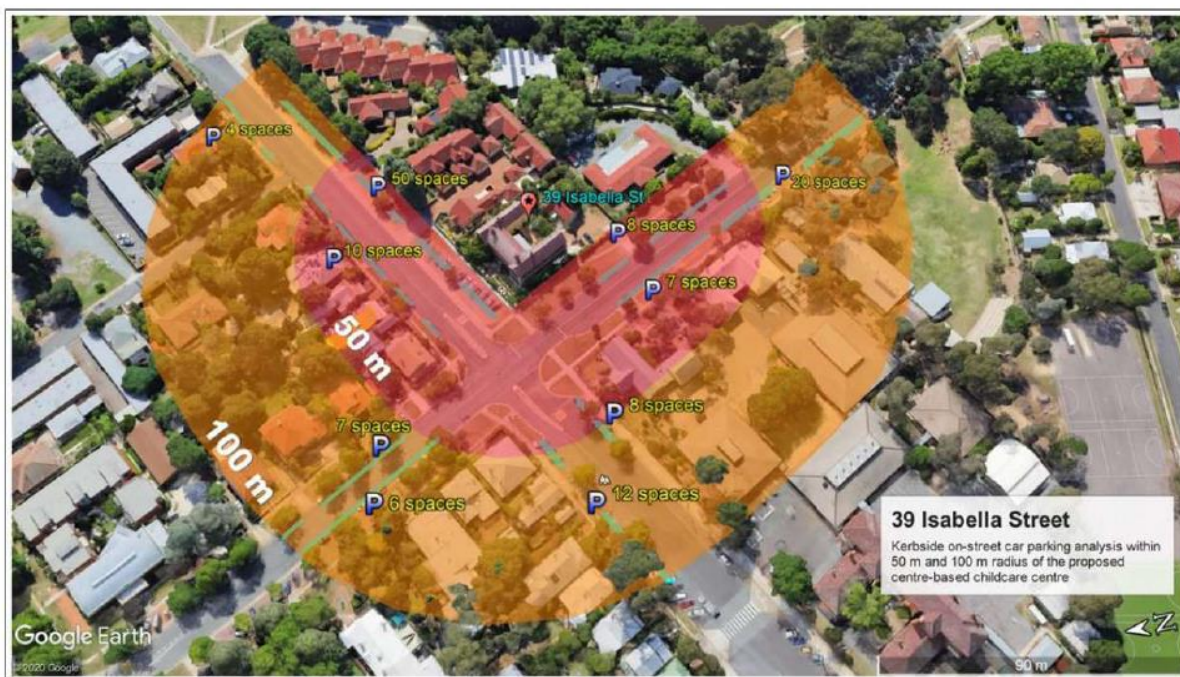 P 4 spaces
P 50 spaces
39 Isabella St
P 20 spaces
P 8 spaces
P 10 spaces
P 7 spaces
50 m
P 8 spaces
7 spaces
P
100 m
P 6 spaces
P 12 spaces
39 Isabella Street
Kerbside on-street car parking analysis within
50 m and 100 m radius of the proposed
centre-based childcare centre
Google Earth
© 2020 Google
N
90 m